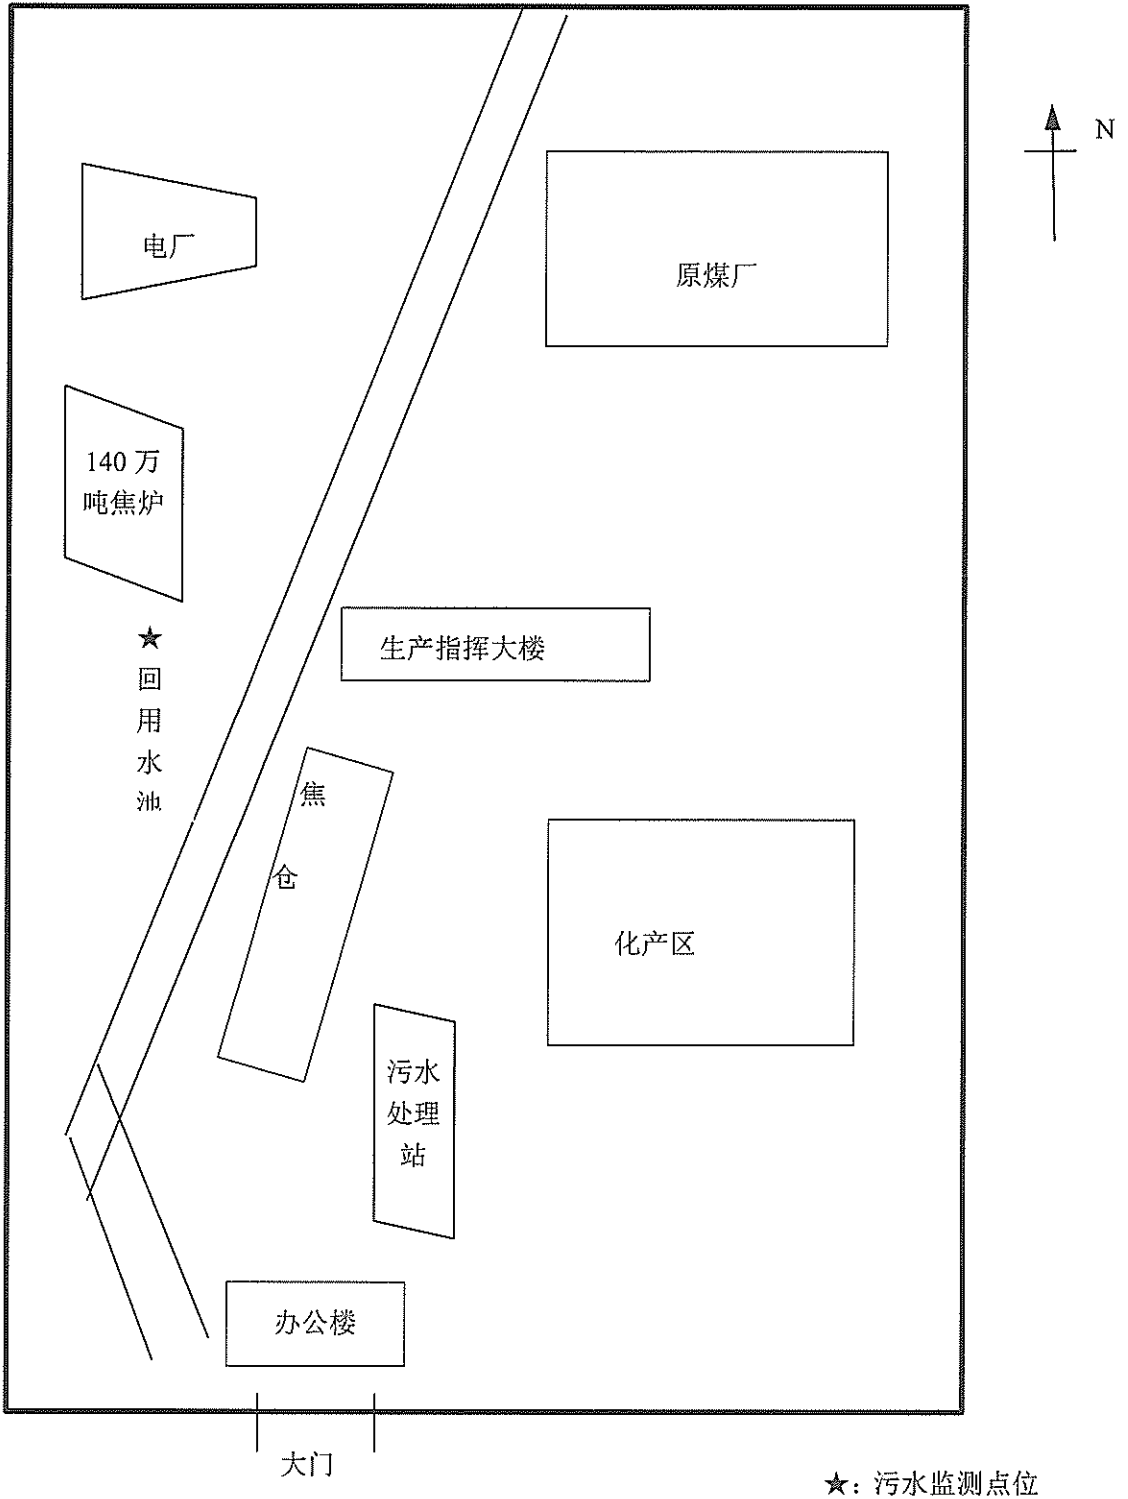 N
电厂
原煤厂
140 万
吨焦炉
★
回
用
水
池
生产指挥大楼
焦
仓
化产区
污水
处理
站
办公楼
大门
★：污水监测点位